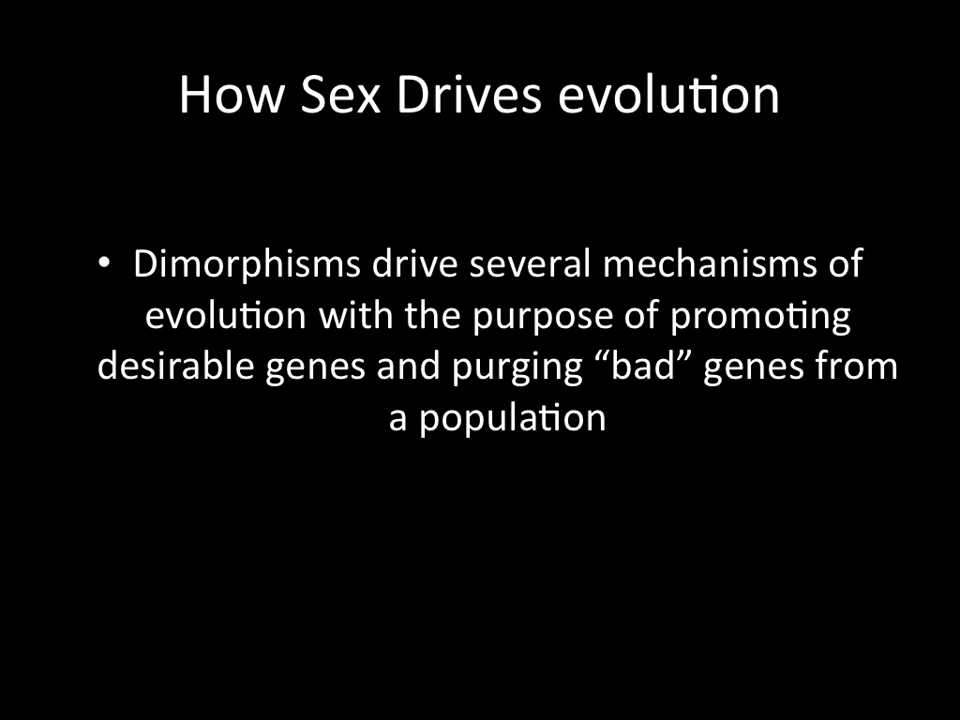 How Sex Drives evolution
• Dimorphisms drive several mechanisms of
evolution with the purpose of promoting
desirable genes and purging “bad” genes from
a population